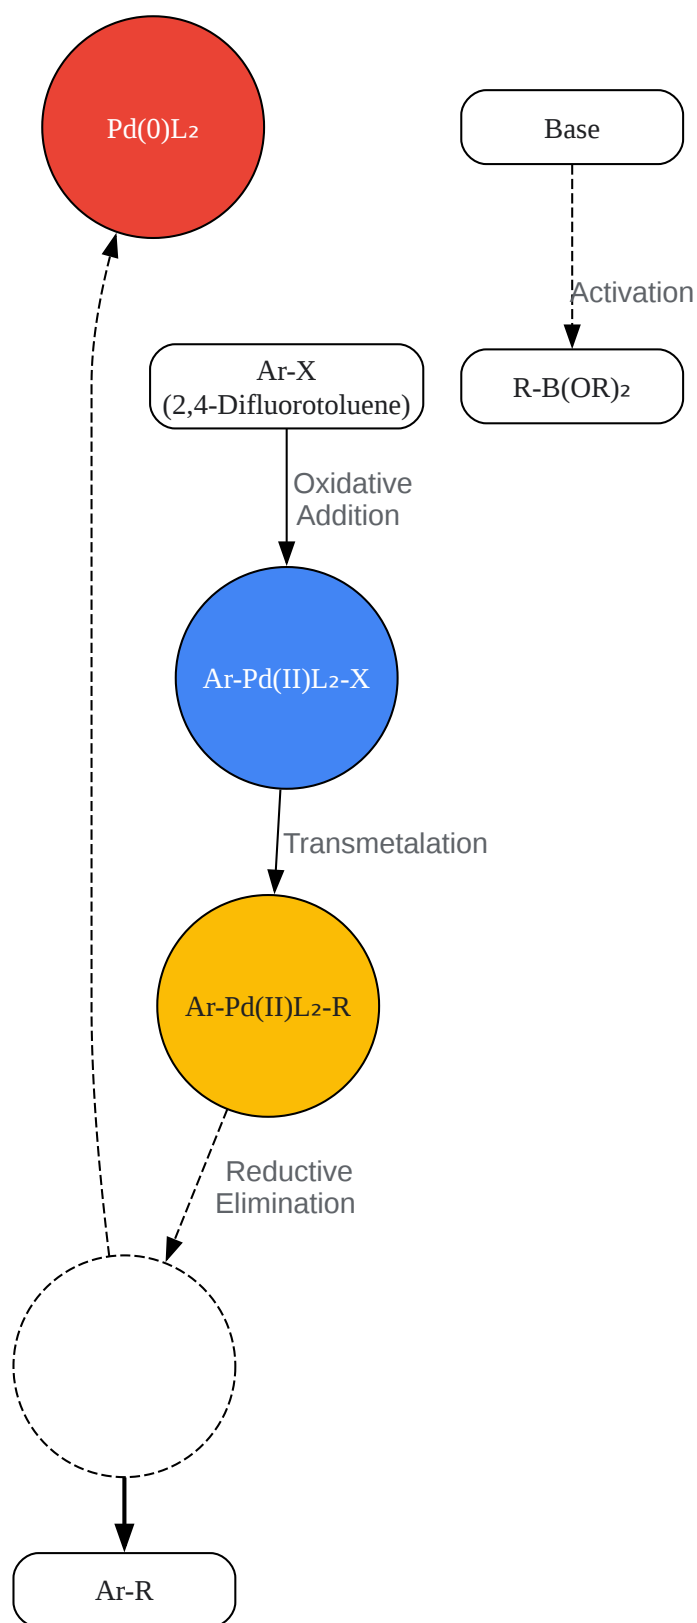 Pd(0)L₂
Base
Activation
Ar-X
(2,4-Difluorotoluene)
R-B(OR)₂
Oxidative
Addition
Ar-Pd(II)L₂-X
Transmetalation
Ar-Pd(II)L₂-R
Reductive
Elimination
Ar-R